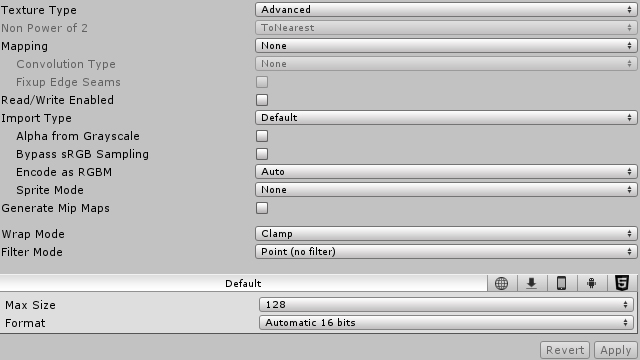 Texture Type Advanced
Non Power of 2 ToNearest
Mapping None
Convolution Type None
Fixup Edge Seams
Read/Write Enabled
Import Type Default
Alpha from Grayscale
Bypass sRGB Sampling
Encode as RGBM Auto
Sprite Mode None
Generate Mip Maps
Wrap Mode Clamp
Filter Mode Point (no filter)
Default
Max Size 128
Format Automatic 16 bits
Revert Apply